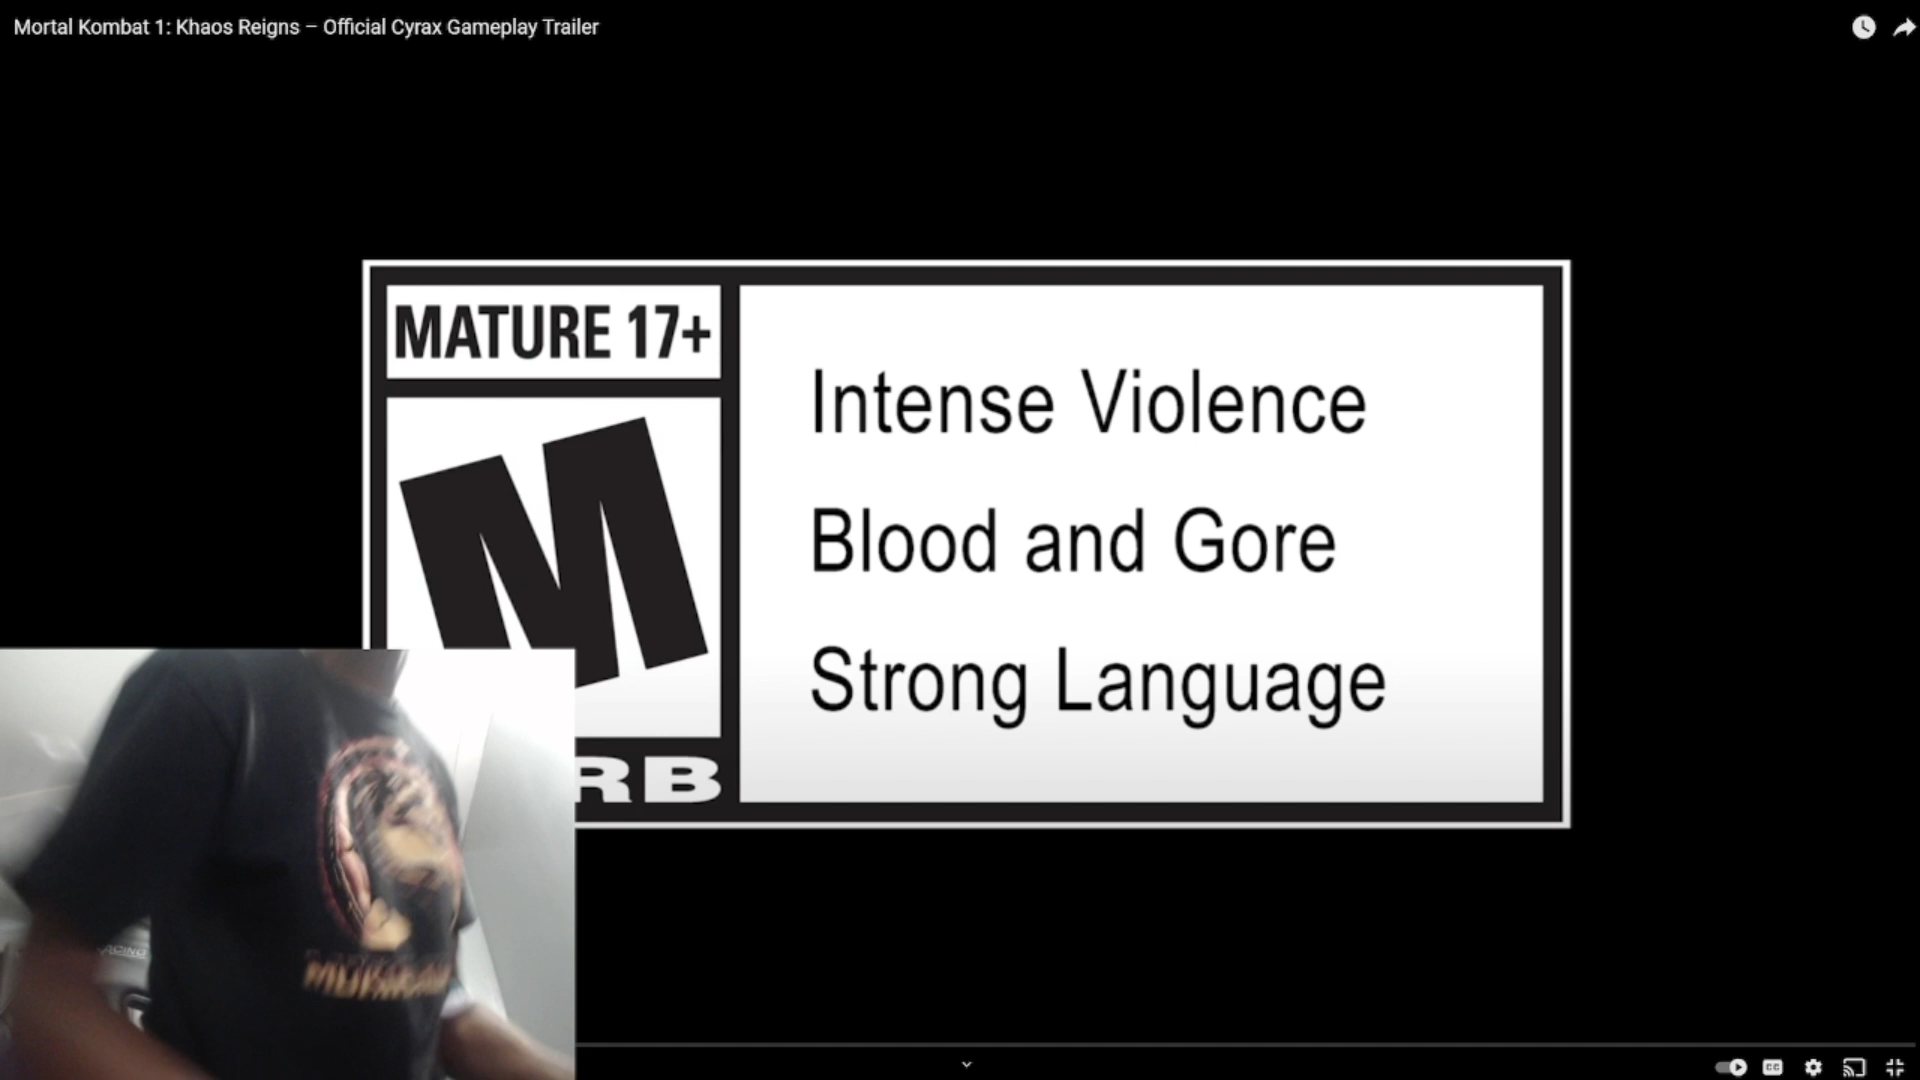 Mortal Kombat 1: Khaos Reigns – Official Cyrax Gameplay Trailer
MATURE 17+
Intense Violence
M
Blood and Gore
Strong Language
RB
CC